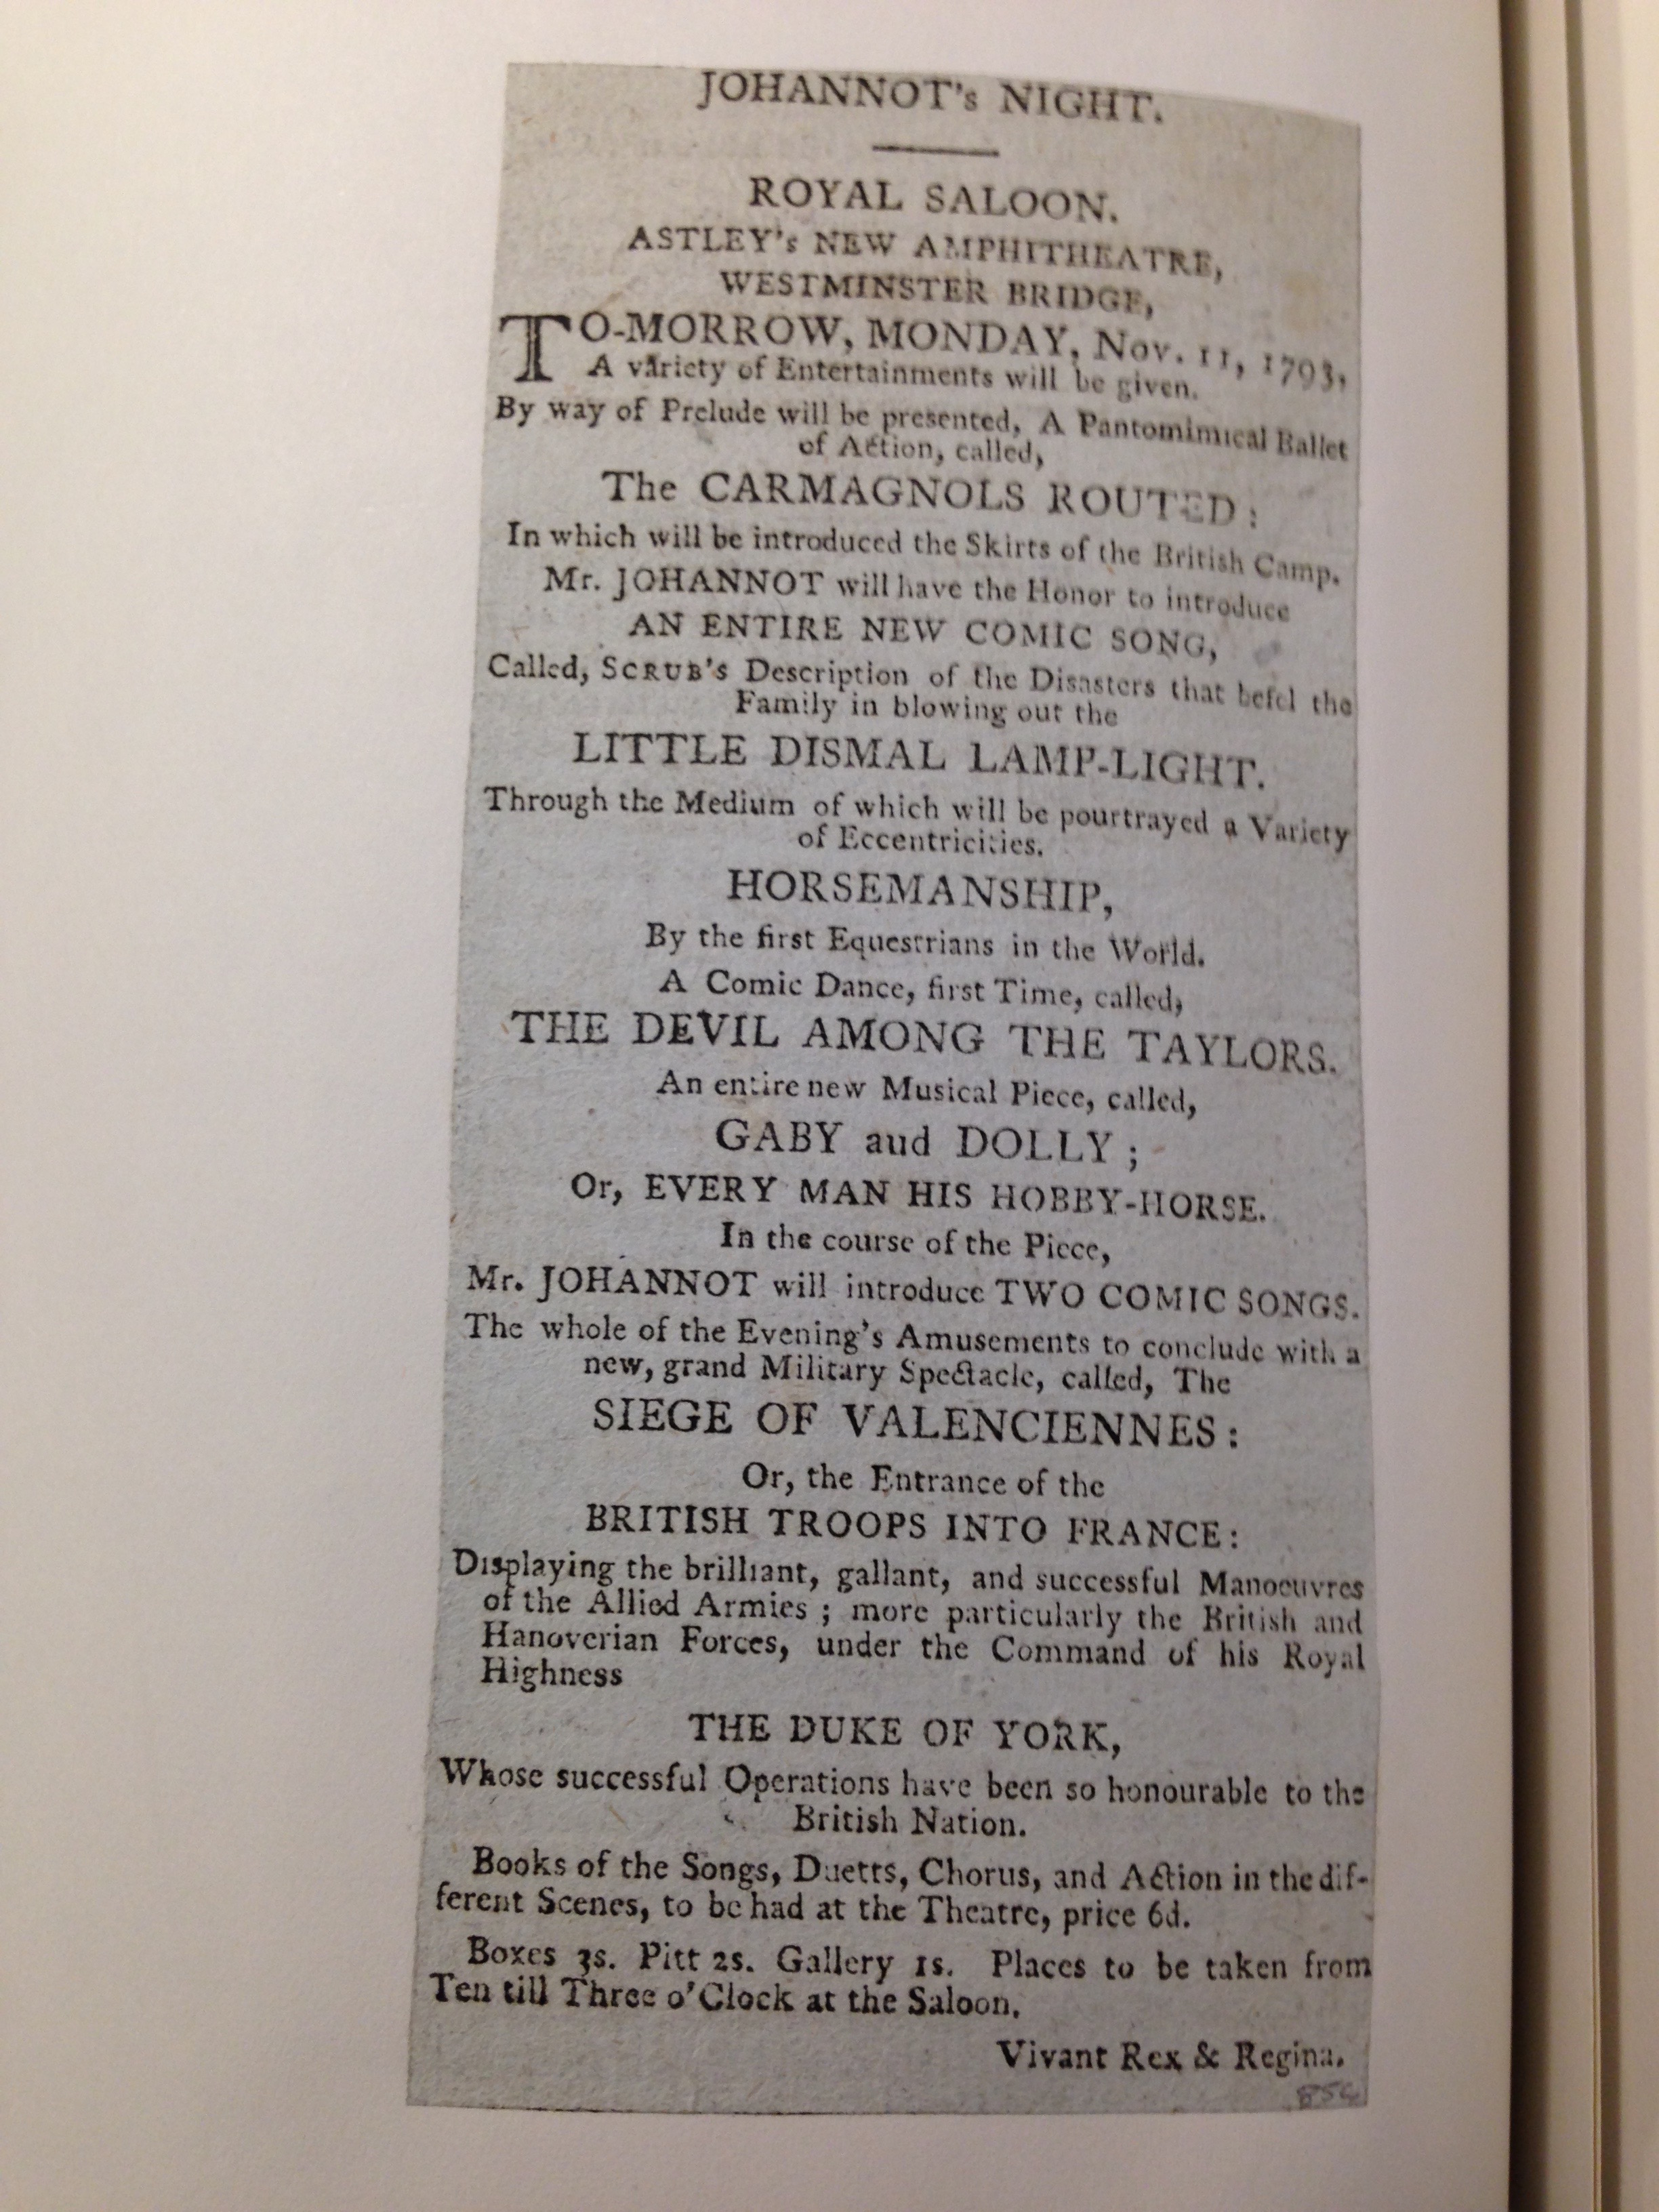 JOHANNOT's NIGHT.
ROYAL SALOON.
ASTLEY's NEW AMPHITHEATRE,
WESTMINSTER BRIDGE,
TO-MORROW, MONDAY, Nov. 11, 1793,
A variety of Entertainments will be given.
By way of Prelude will be presented, A Pantomimical Ballet
of Action, called,
The CARMAGNOLS ROUTED:
In which will be introduced the Skirts of the British Camp.
Mr. JOHANNOT will have the Honor to introduce
AN ENTIRE NEW COMIC SONG,
Called, SCRUB's Description of the Disasters that befel the
Family in blowing out the
LITTLE DISMAL LAMP-LIGHT.
Through the Medium of which will be pourtrayed a Variety
of Eccentricities.
HORSEMANSHIP,
By the first Equestrians in the World.
A Comic Dance, first Time, called,
THE DEVIL AMONG THE TAYLORS.
An entire new Musical Piece, called,
GABY aud DOLLY;
Or, EVERY MAN HIS HOBBY-HORSE.
In the course of the Piece,
Mr. JOHANNOT will introduce TWO COMIC SONGS.
The whole of the Evening's Amusements to conclude with a
new, grand Military Spectacle, called, The
SIEGE OF VALENCIENNES:
Or, the Entrance of the
BRITISH TROOPS INTO FRANCE:
Displaying the brilliant, gallant, and successful Manoeuvres
of the Allied Armies; more particularly the British and
Hanoverian Forces, under the Command of his Royal
Highness
THE DUKE OF YORK,
Whose successful Operations have been so honourable to the
British Nation.
Books of the Songs, Duetts, Chorus, and Action in the dif-
ferent Scenes, to be had at the Theatre, price 6d.
Boxes 3s. Pitt 2s. Gallery 1s. Places to be taken from
Ten till Three o'Clock at the Saloon.
Vivant Rex & Regina.